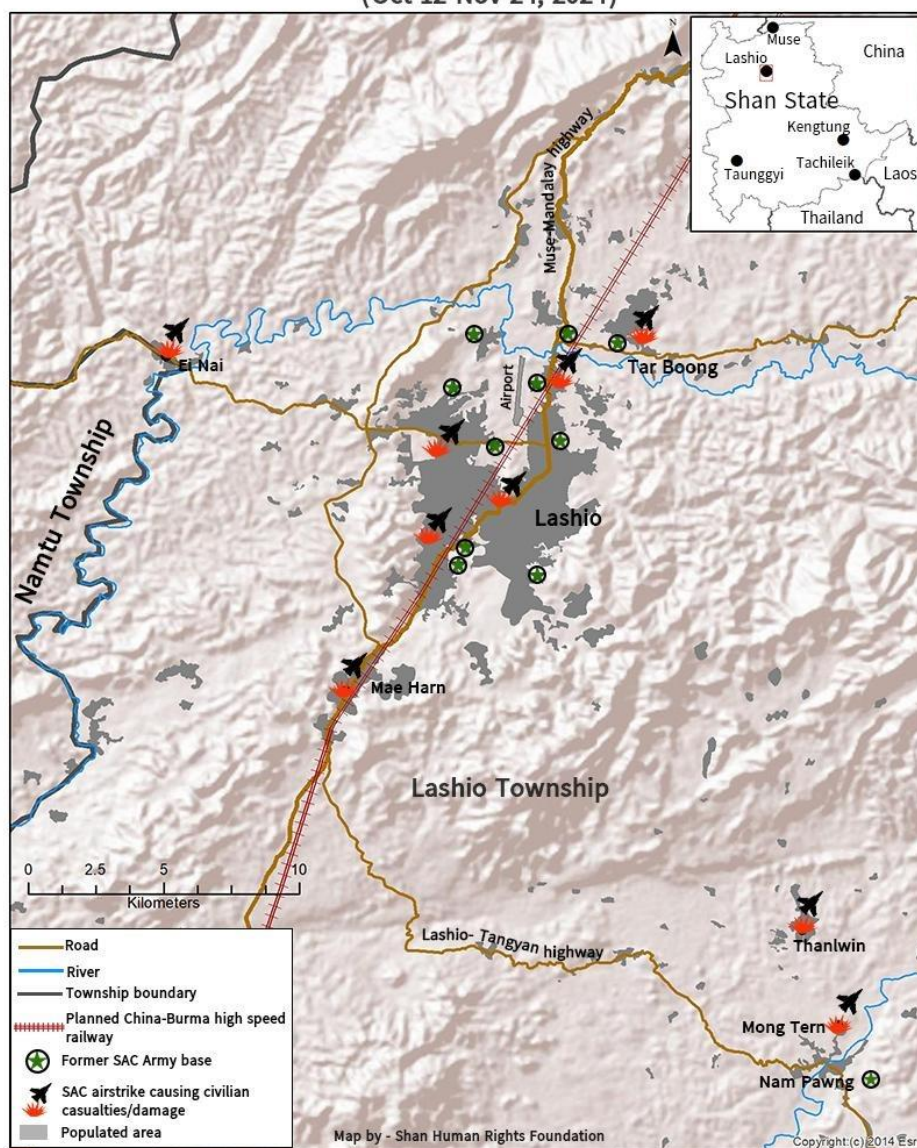 (Oct 12-Nov 24, 2024)
N
Muse
China
Lashio
Shan State
Kengtung
Tachileik
Taunggyi
Laos
Thailand
Muse-Mandalay highway
Ei Nai
Tar Boong
Airport
Namtu Township
Lashio
Mae Harn
Lashio Township
0 2.5 5 10
Kilometers
Lashio- Tangyan highway
Thanlwin
Mong Tern
Nam Pawng
Road
River
Township boundary
Planned China-Burma high speed
railway
Former SAC Army base
SAC airstrike causing civilian
casualties/damage
Populated area
Map by - Shan Human Rights Foundation
Copyright:(c) 2014 Esr